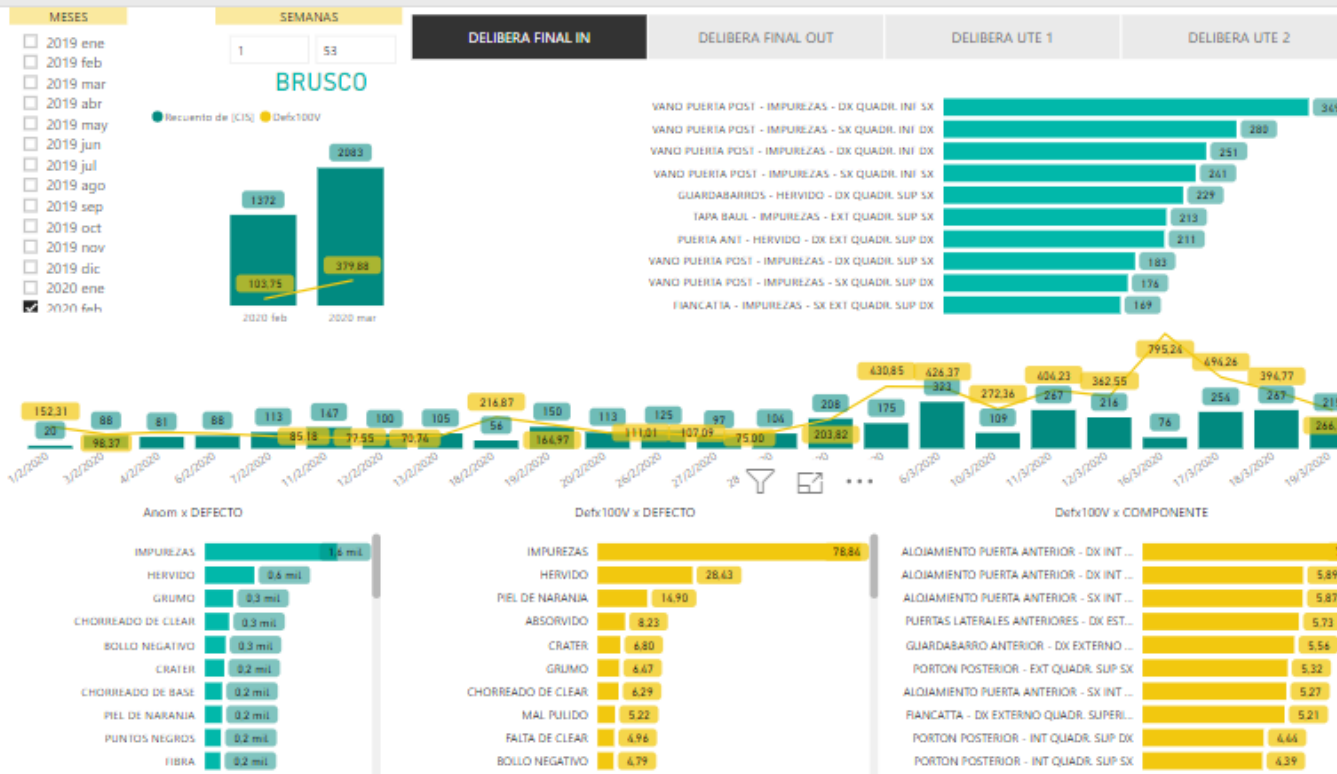 MESES
SEMANAS
DELIBERA FINAL IN
DELIBERA FINAL OUT
DELIBERA UTE 1
DELIBERA UTE 2
2019 ene
2019 feb
2019 mar
2019 abr
2019 may
2019 jun
2019 jul
2019 ago
2019 sep
2019 oct
2019 nov
2019 dic
2020 ene
2020 feb
1
53
BRUSCO
Recuento de [CIS]
Defx100V
2083
1372
379,88
103,75
2020 feb
2020 mar
VANO PUERTA POST - IMPUREZAS - DX QUADR. INF SX
VANO PUERTA POST - IMPUREZAS - SX QUADR. INF DX 280
VANO PUERTA POST - IMPUREZAS - DX QUADR. INF DX 251
VANO PUERTA POST - IMPUREZAS - SX QUADR. INF SX 241
GUARDABARROS - HERVIDO - DX QUADR. SUP SX 229
TAPA BAUL - IMPUREZAS - EXT QUADR. SUP SX 213
PUERTA ANT - HERVIDO - DX EXT QUADR. SUP DX 211
VANO PUERTA POST - IMPUREZAS - DX QUADR. SUP SX 183
VANO PUERTA POST - IMPUREZAS - SX QUADR. SUP DX 176
FIANCATTA - IMPUREZAS - SX EXT QUADR. SUP DX 169
152,31 98,37 85,18 77,55 70,74 216,87 164,97 111,01 107,09 75,00 203,82 430,85 426,37 272,36 404,23 362,55 795,24 494,26 394,77 266,
20 88 81 88 113 147 100 105 56 150 113 125 97 104 208 175 323 109 267 216 76 254 267
1/2/2020 3/2/2020 4/2/2020 6/2/2020 7/2/2020 11/2/2020 12/2/2020 13/2/2020 18/2/2020 19/2/2020 20/2/2020 26/2/2020 27/2/2020 28 6/3/2020 10/3/2020 11/3/2020 12/3/2020 16/3/2020 17/3/2020 18/3/2020 19/3/2020
Anom x DEFECTO
IMPUREZAS 1,6 mil
HERVIDO 0,6 mil
GRUMO 0,3 mil
CHORREADO DE CLEAR 0,3 mil
BOLLO NEGATIVO 0,3 mil
CRATER 0,2 mil
CHORREADO DE BASE 0,2 mil
PIEL DE NARANJA 0,2 mil
PUNTOS NEGROS 0,2 mil
FIBRA 0,2 mil
Defx100V x DEFECTO
IMPUREZAS 78,84
HERVIDO 28,43
PIEL DE NARANJA 14,90
ABSORVIDO 8,23
CRATER 6,80
GRUMO 6,47
CHORREADO DE CLEAR 6,29
MAL PULIDO 5,22
FALTA DE CLEAR 4,96
BOLLO NEGATIVO 4,79
Defx100V x COMPONENTE
ALOJAMIENTO PUERTA ANTERIOR - DX INT ...
ALOJAMIENTO PUERTA ANTERIOR - DX INT ... 5,89
ALOJAMIENTO PUERTA ANTERIOR - SX INT ... 5,87
PUERTAS LATERALES ANTERIORES - DX EST... 5,73
GUARDABARRO ANTERIOR - DX EXTERNO ... 5,56
PORTON POSTERIOR - EXT QUADR. SUP SX 5,32
ALOJAMIENTO PUERTA ANTERIOR - SX INT ... 5,27
FIANCATTA - DX EXTERNO QUADR. SUPERI... 5,21
PORTON POSTERIOR - INT QUADR. SUP DX 4,44
PORTON POSTERIOR - INT QUADR. SUP SX 4,39